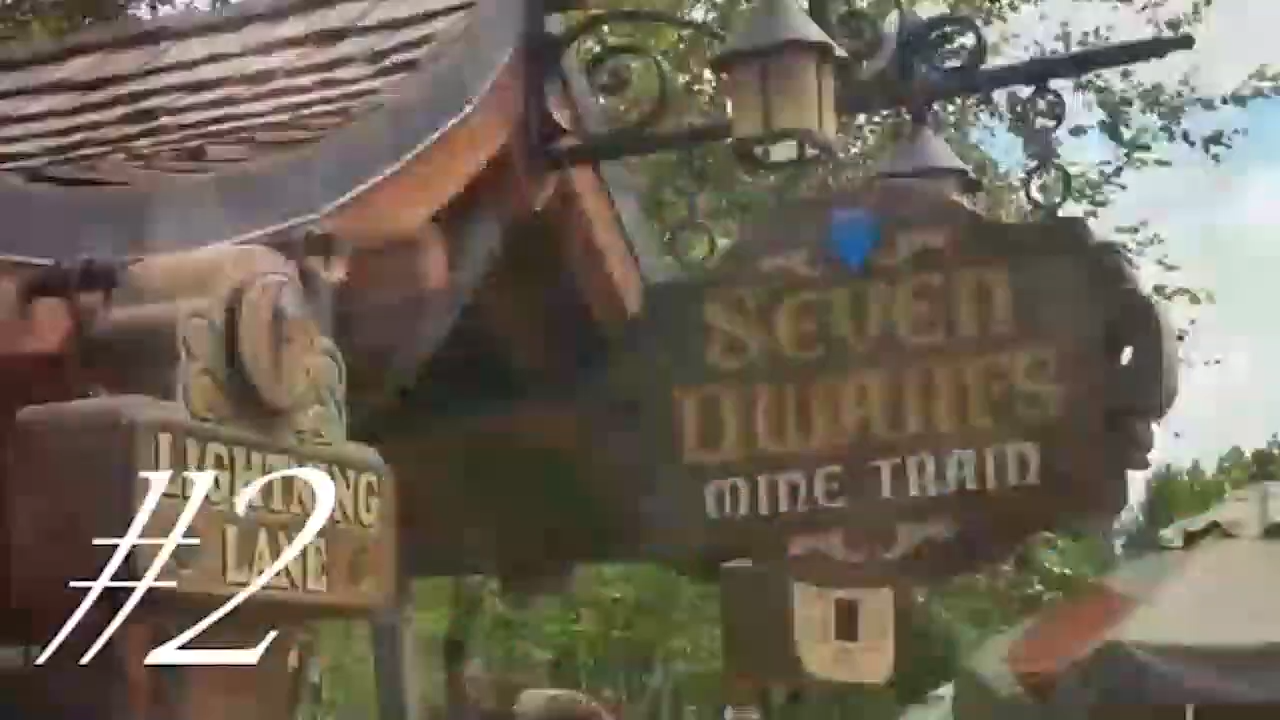 SEVEN
DWARFS
MINE TRAIN
LIGHTNING
LANE
#2